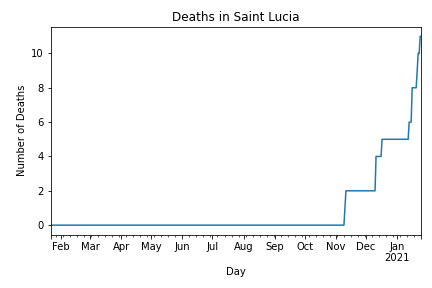 Deaths in Saint Lucia
Number of Deaths
10
8
6
4
2
0
Feb Mar Apr May Jun Jul Aug Sep Oct Nov Dec Jan
2021
Day